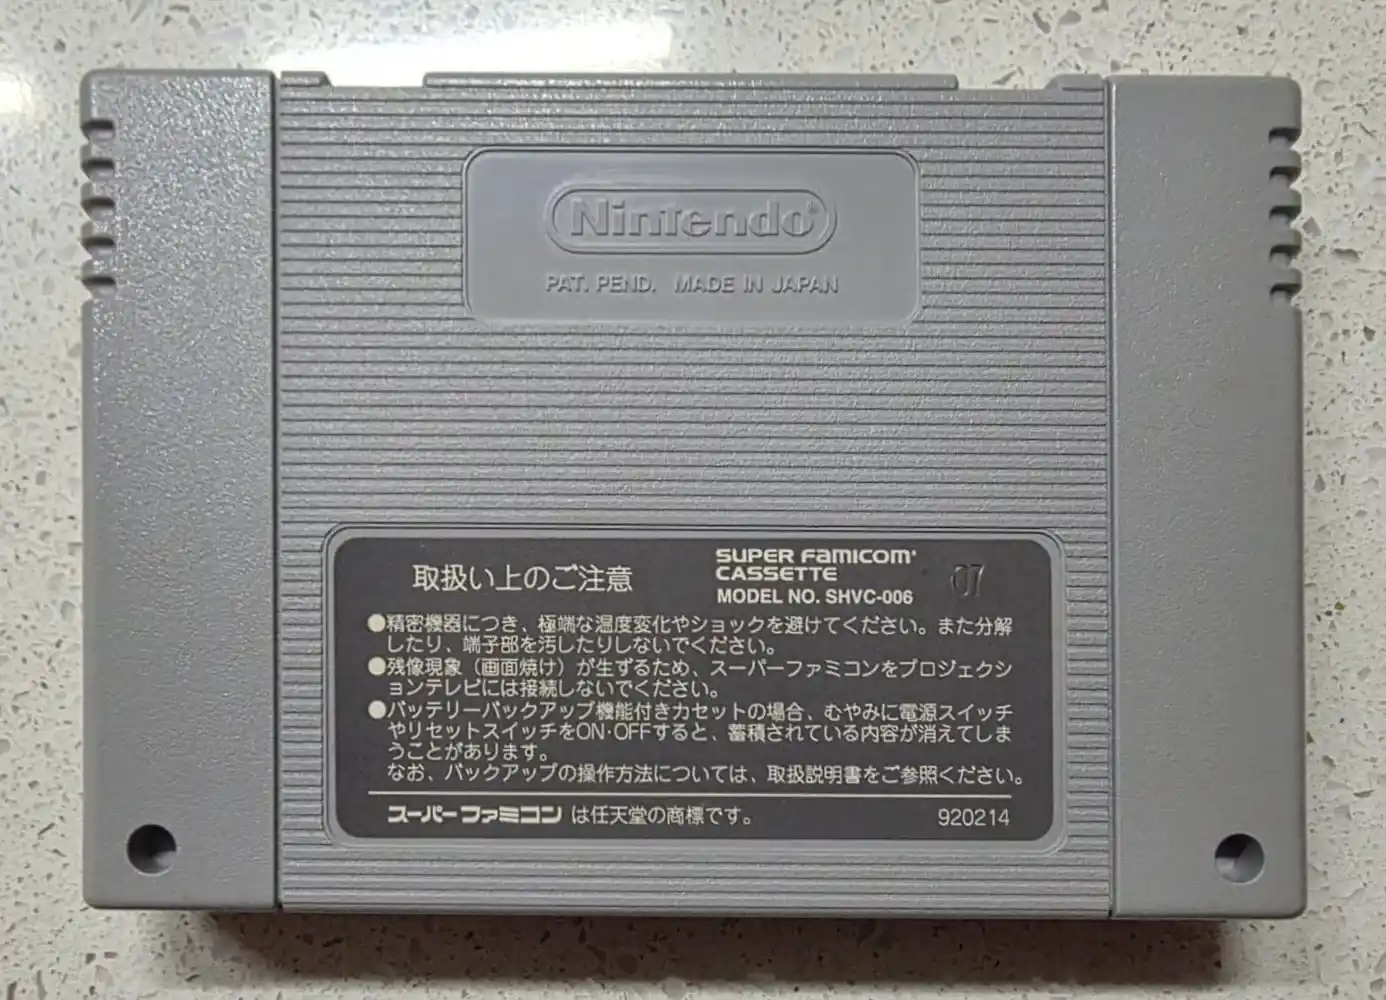 Nintendo®
PAT. PEND. MADE IN JAPAN
取扱い上のご注意
SUPER FAMICOM
CASSETTE
MODEL NO. SHVC-006
07
●精密機器につき、極端な温度変化やショックを避けてください。また分解
したり、端子部を汚したりしないでください。
●残像現象（画面焼け）が生ずるため、スーパーファミコンをプロジェクシ
ョンテレビには接続しないでください。
●バッテリーバックアップ機能付きカセットの場合、むやみに電源スイッチ
やリセットスイッチをON·OFFすると、蓄積されている内容が消えてしま
うことがあります。
なお、バックアップの操作方法については、取扱説明書をご参照ください。
スーパーファミコンは任天堂の商標です。
920214